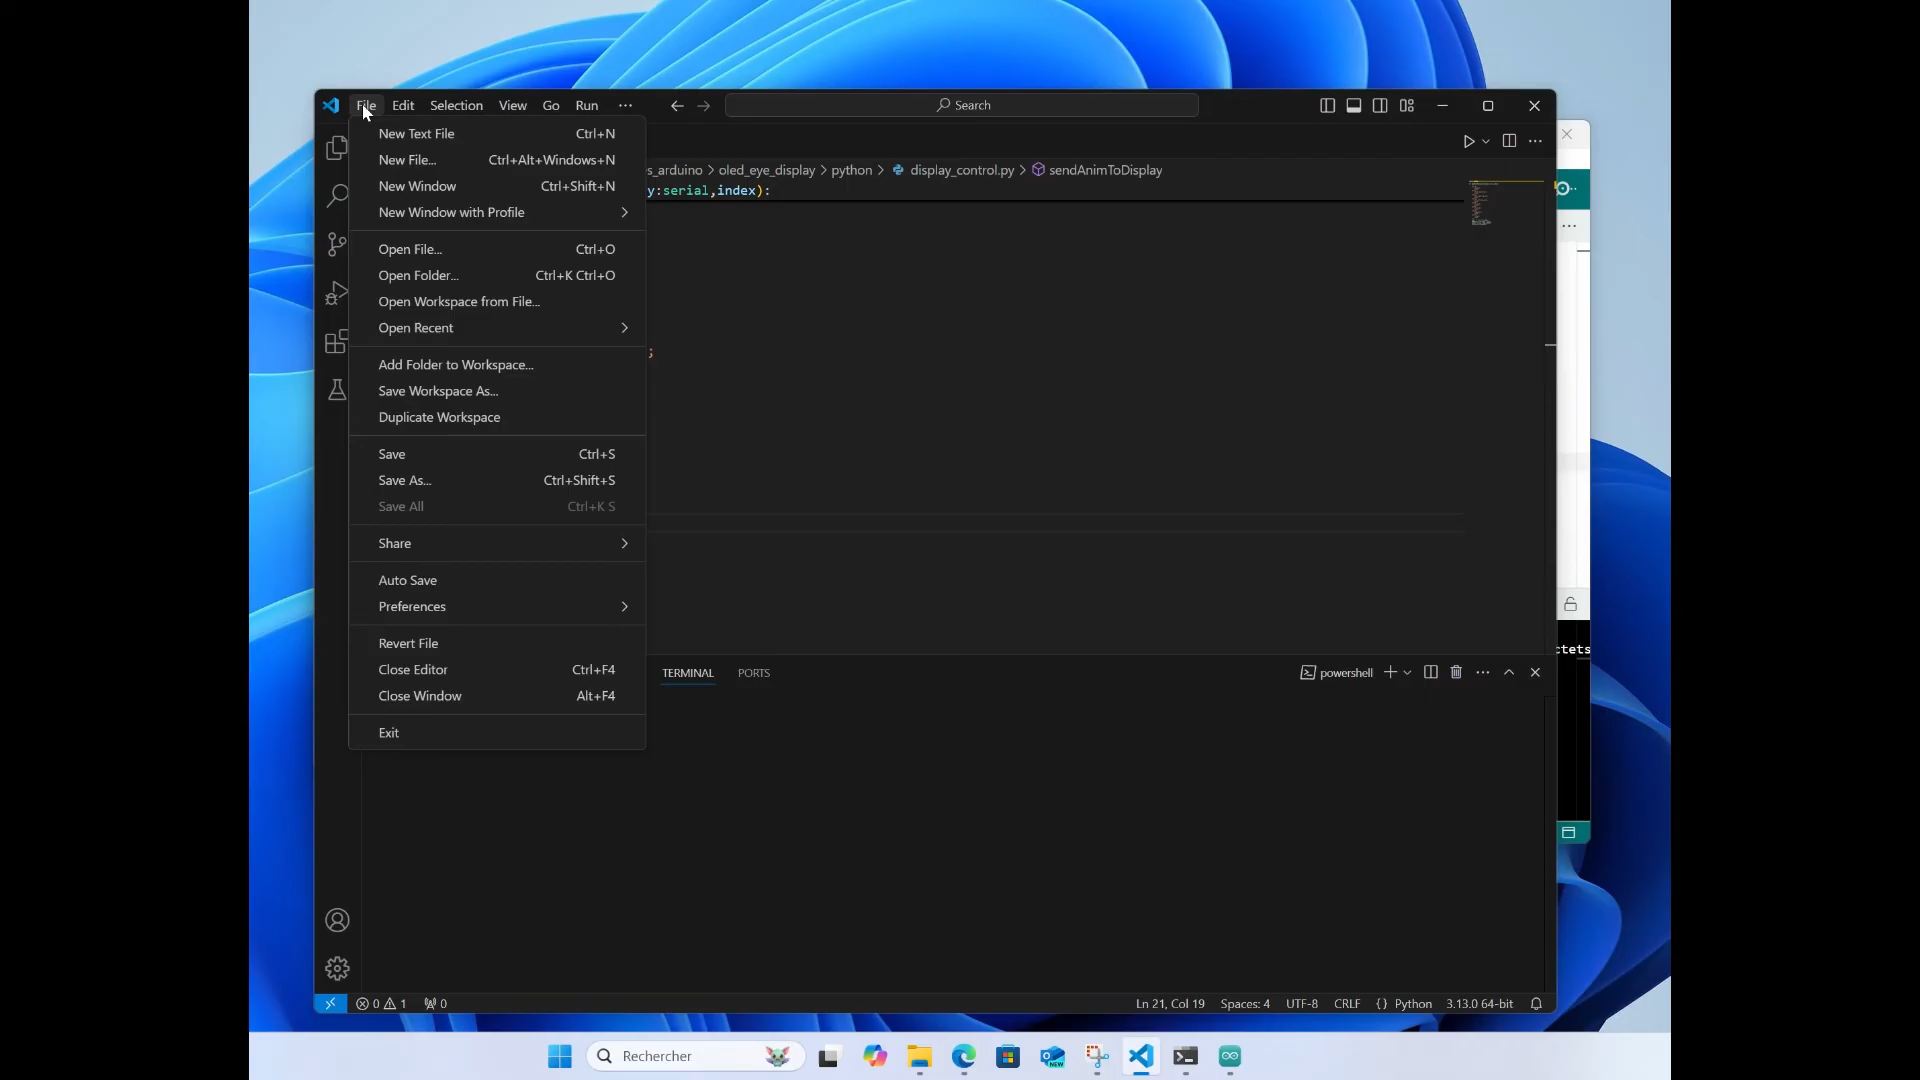 File Edit Selection View Go Run ··· Search
New Text File Ctrl+N
New File... Ctrl+Alt+Windows+N
New Window Ctrl+Shift+N
New Window with Profile
Open File... Ctrl+O
Open Folder... Ctrl+K Ctrl+O
Open Workspace from File...
Open Recent
Add Folder to Workspace...
Save Workspace As...
Duplicate Workspace
Save Ctrl+S
Save As... Ctrl+Shift+S
Save All Ctrl+K S
Share
Auto Save
Preferences
Revert File
Close Editor Ctrl+F4
Close Window Alt+F4
Exit
s_arduino > oled_eye_display > python > display_control.py > sendAnimToDisplay
y:serial,index):
;
TERMINAL PORTS powershell
ctets
0 1 0 Ln 21, Col 19 Spaces: 4 UTF-8 CRLF {} Python 3.13.0 64-bit
Rechercher
NEW